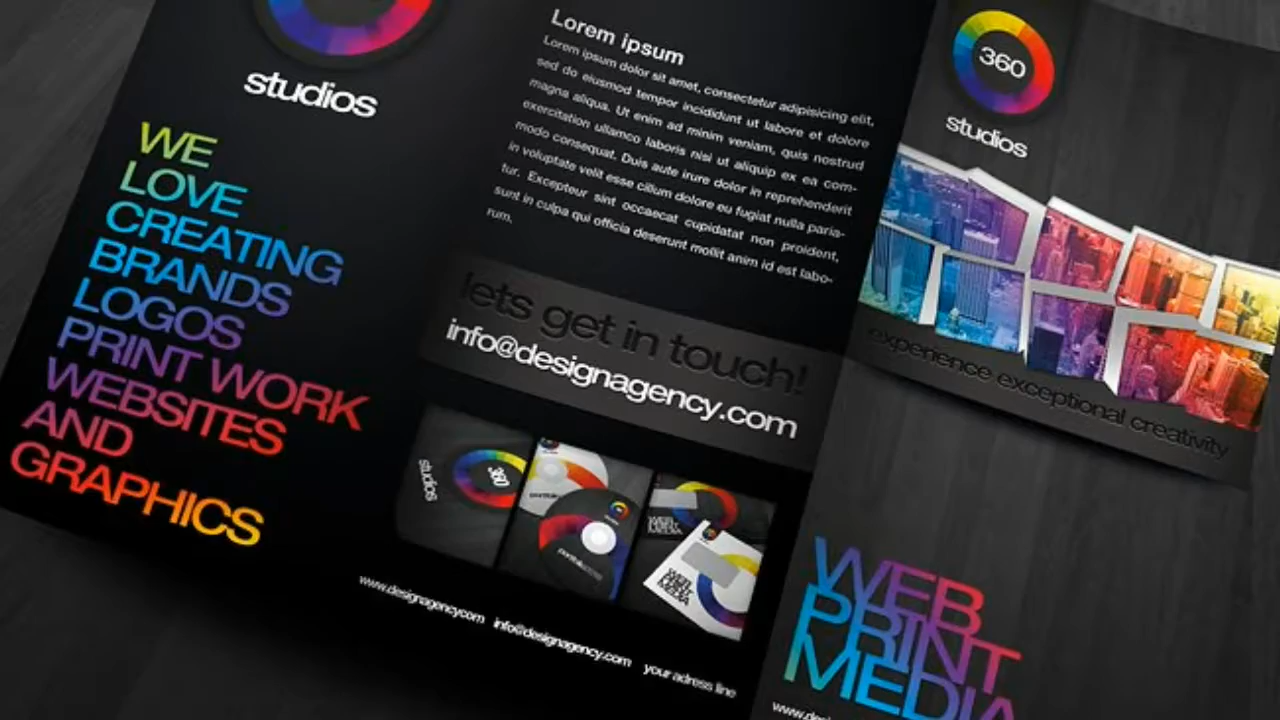 studios
WE
LOVE
CREATING
BRANDS
LOGOS
PRINT WORK
WEBSITES
AND
GRAPHICS
Lorem ipsum
Lorem ipsum dolor sit amet, consectetur adipisicing elit,
sed do eiusmod tempor incididunt ut labore et dolore
magna aliqua. Ut enim ad minim veniam, quis nostrud
exercitation ullamco laboris nisi ut aliquip ex ea com-
modo consequat. Duis aute irure dolor in reprehenderit
in voluptate velit esse cillum dolore eu fugiat nulla paria-
tur. Excepteur sint occaecat cupidatat non proident,
sunt in culpa qui officia deserunt mollit anim id est labo-
rum.
lets get in touch!
info@designagency.com
studios
360
WEB
PRINT
MEDIA
www.designagency.com info@designagency.com your adress line
360
studios
experience exceptional creativity
WEB
PRINT
MEDIA